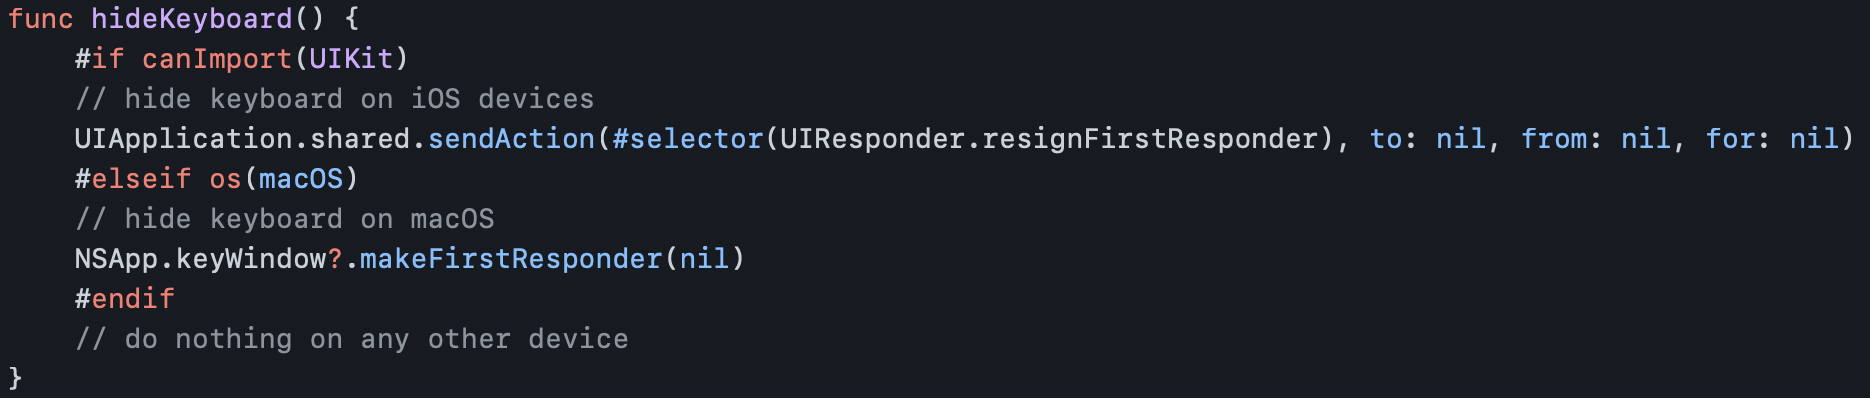 func hideKeyboard() {
    #if canImport(UIKit)
    // hide keyboard on iOS devices
    UIApplication.shared.sendAction(#selector(UIResponder.resignFirstResponder), to: nil, from: nil, for: nil)
    #elseif os(macOS)
    // hide keyboard on macOS
    NSApp.keyWindow?.makeFirstResponder(nil)
    #endif
    // do nothing on any other device
}